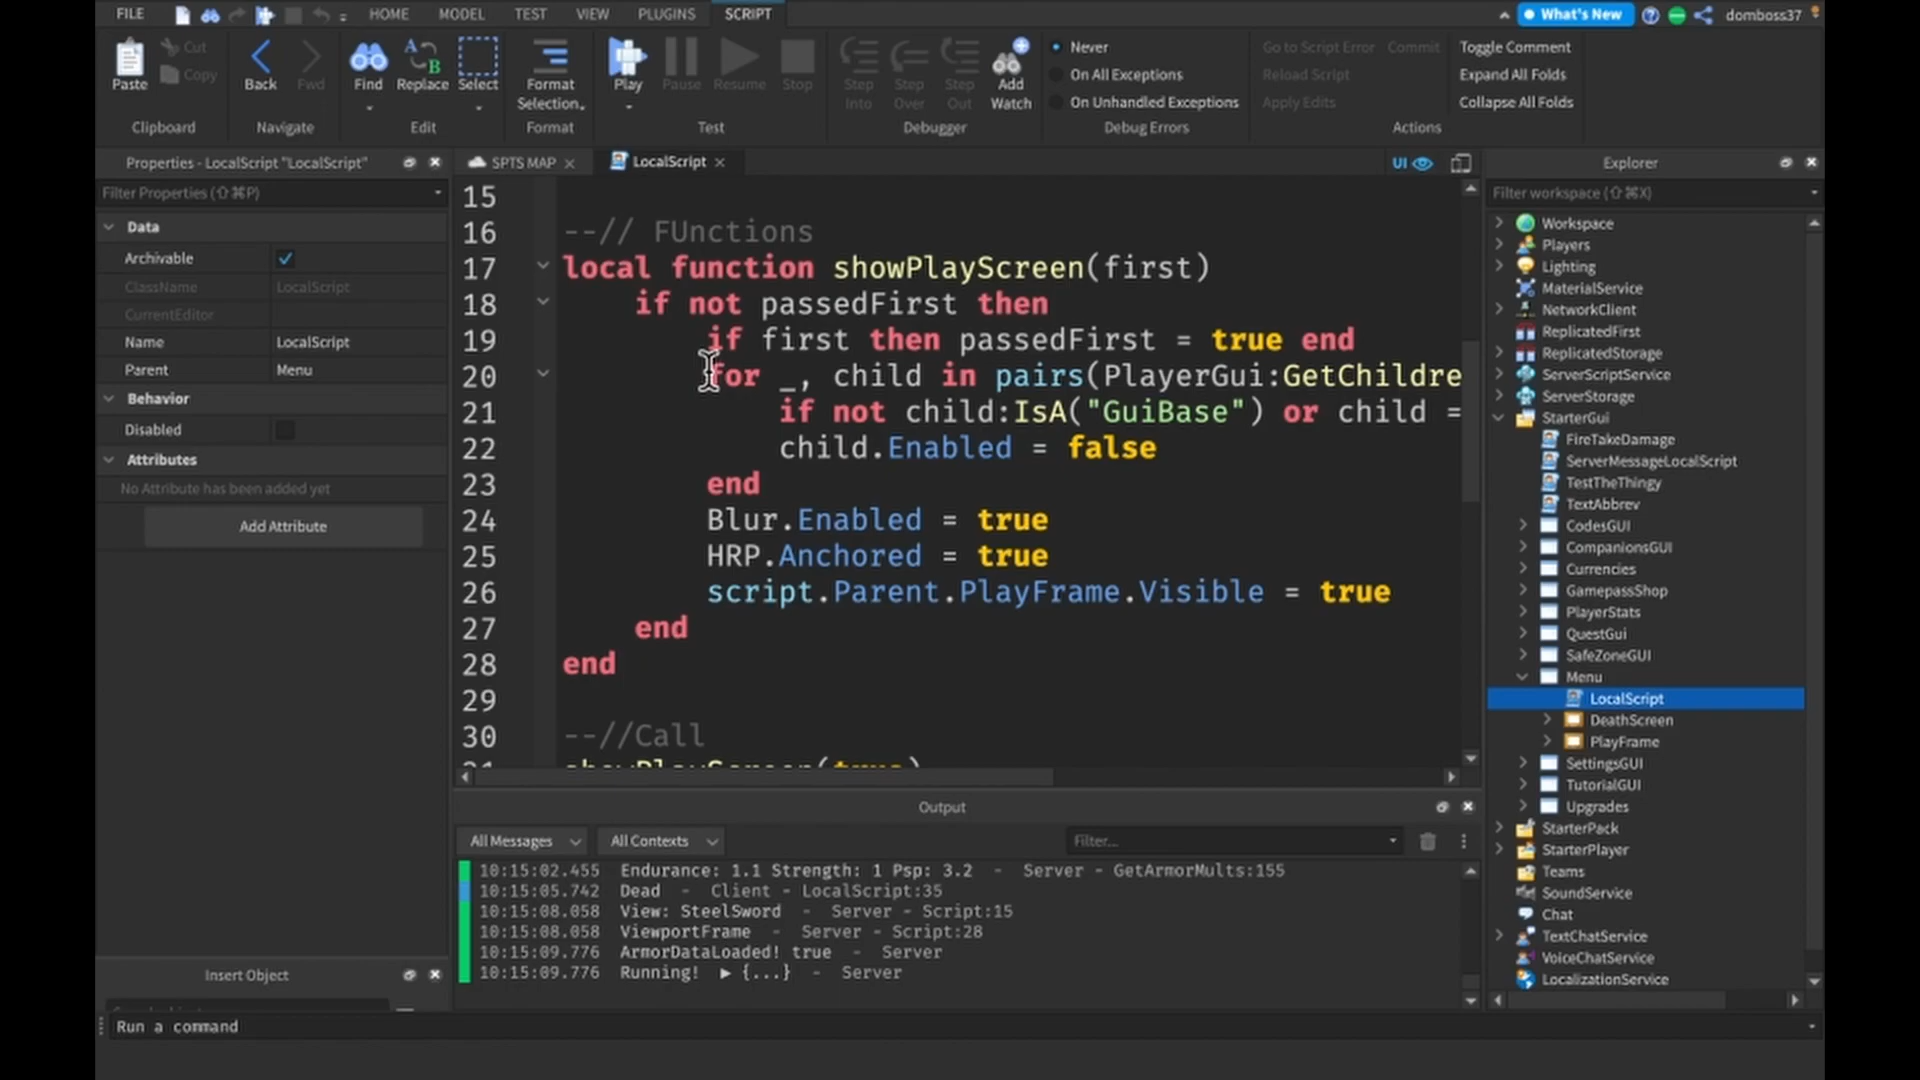 FILE HOME MODEL TEST VIEW PLUGINS SCRIPT What's New domboss37
Paste Cut Copy Back Fwd Find Replace Select Format Selection Play Pause Resume Stop Step Into Step Over Step Out Add Watch
Never
On All Exceptions
On Unhandled Exceptions
Go to Script Error Commit
Reload Script
Apply Edits
Toggle Comment
Expand All Folds
Collapse All Folds
Clipboard Navigate Edit Format Test Debugger Debug Errors Actions
Properties - LocalScript "LocalScript"
Filter Properties (⇧⌘P)
Data
Archivable
ClassName LocalScript
CurrentEditor
Name LocalScript
Parent Menu
Behavior
Disabled
Attributes
No Attribute has been added yet
Add Attribute
Insert Object
SPTS MAP LocalScript UI
15
16 --// FUnctions
17 local function showPlayScreen(first)
18 if not passedFirst then
19 if first then passedFirst = true end
20 for _, child in pairs(PlayerGui:GetChildre
21 if not child:IsA("GuiBase") or child =
22 child.Enabled = false
23 end
24 Blur.Enabled = true
25 HRP.Anchored = true
26 script.Parent.PlayFrame.Visible = true
27 end
28 end
29
30 --//Call
showPlayScreen(true)
Output
All Messages All Contexts Filter...
10:15:02.455 Endurance: 1.1 Strength: 1 Psp: 3.2 - Server - GetArmorMults:155
10:15:05.742 Dead - Client - LocalScript:35
10:15:08.058 View: SteelSword - Server - Script:15
10:15:08.058 ViewportFrame - Server - Script:28
10:15:09.776 ArmorDataLoaded! true - Server
10:15:09.776 Running! ▶ {...} - Server
Explorer
Filter workspace (⇧⌘X)
Workspace
Players
Lighting
MaterialService
NetworkClient
ReplicatedFirst
ReplicatedStorage
ServerScriptService
ServerStorage
StarterGui
FireTakeDamage
ServerMessageLocalScript
TestTheThingy
TextAbbrev
CodesGUI
CompanionsGUI
Currencies
GamepassShop
PlayerStats
QuestGui
SafeZoneGUI
Menu
LocalScript
DeathScreen
PlayFrame
SettingsGUI
TutorialGUI
Upgrades
StarterPack
StarterPlayer
Teams
SoundService
Chat
TextChatService
VoiceChatService
LocalizationService
Run a command